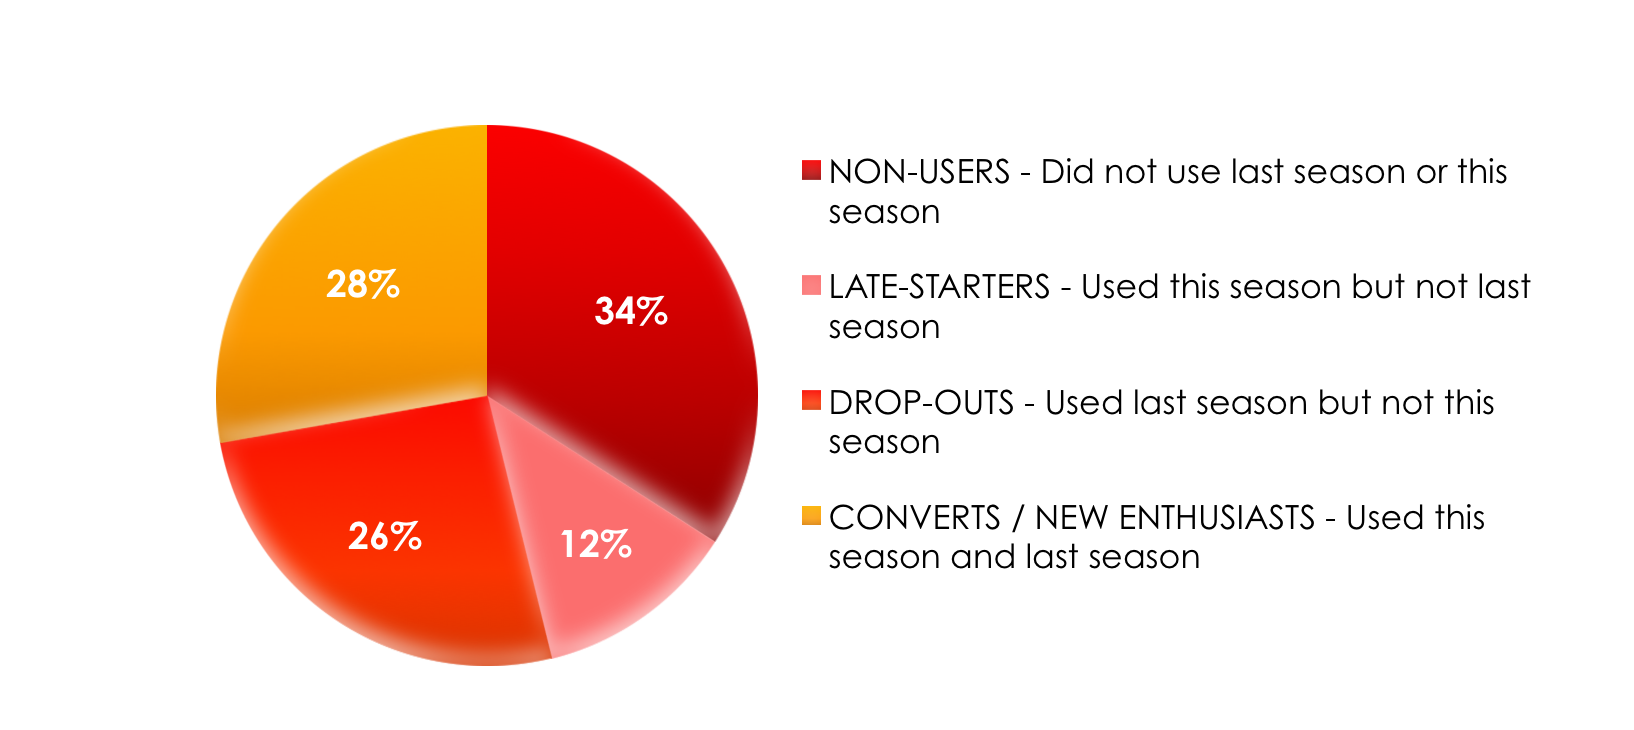 28%
34%
26%
12%
NON-USERS - Did not use last season or this
season
LATE-STARTERS - Used this season but not last
season
DROP-OUTS - Used last season but not this
season
CONVERTS / NEW ENTHUSIASTS - Used this
season and last season